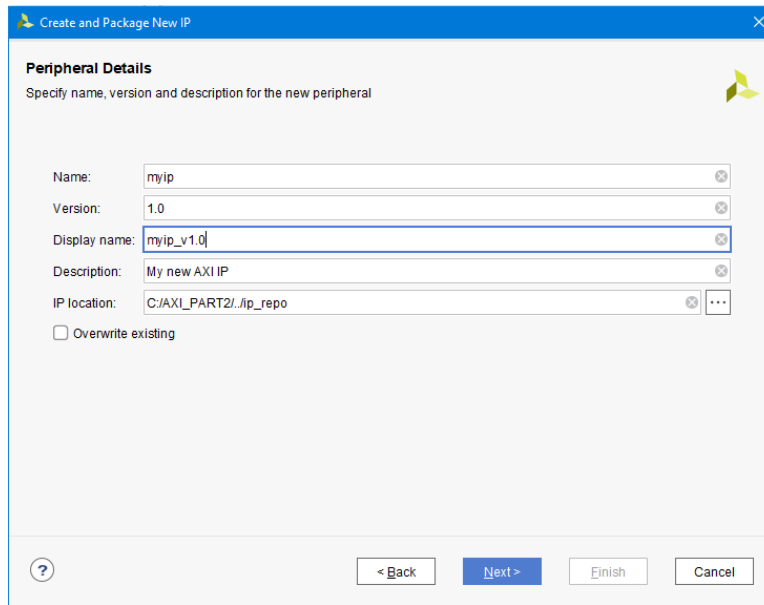 Create and Package New IP
Peripheral Details
Specify name, version and description for the new peripheral
Name: myip
Version: 1.0
Display name: myip_v1.0
Description: My new AXI IP
IP location: C:/AXI_PART2/../ip_repo
Overwrite existing
? < Back Next > Finish Cancel